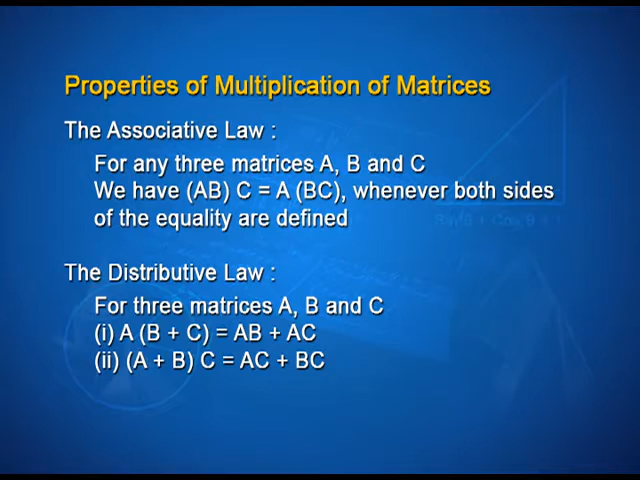 Properties of Multiplication of Matrices
The Associative Law :
For any three matrices A, B and C
We have (AB) C = A (BC), whenever both sides
of the equality are defined
The Distributive Law :
For three matrices A, B and C
(i) A (B + C) = AB + AC
(ii) (A + B) C = AC + BC